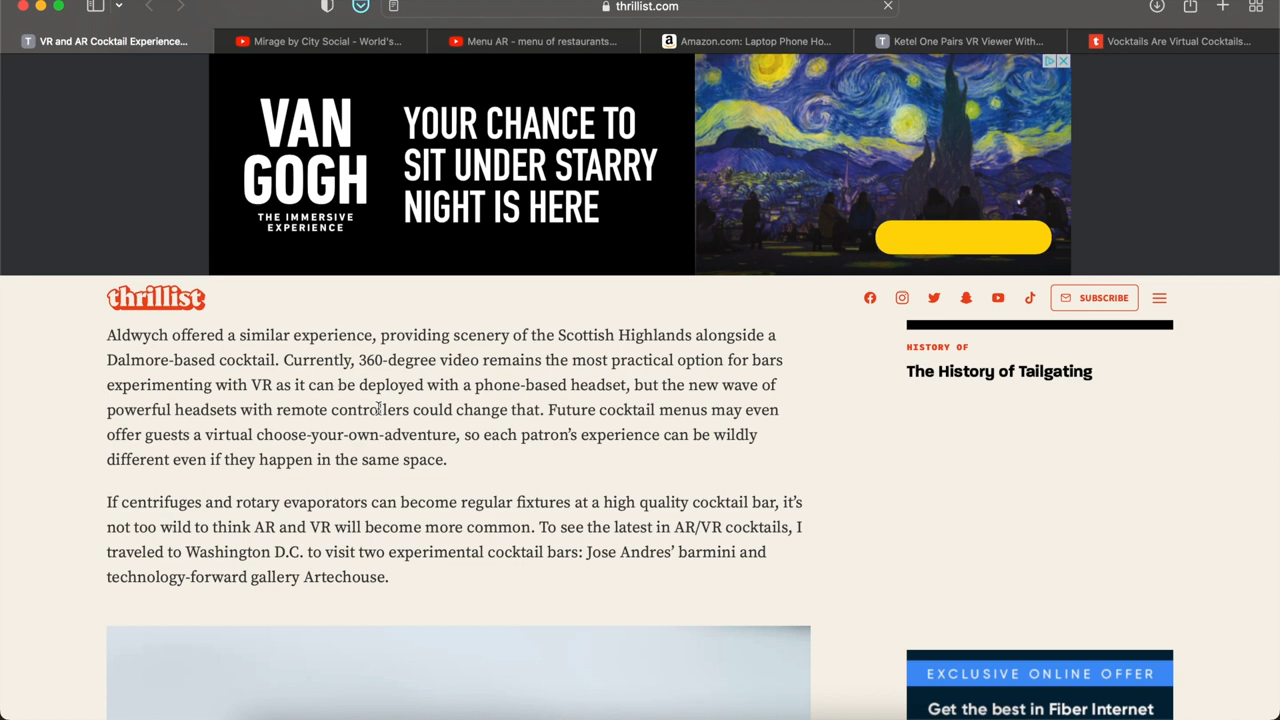 thrillist.com
VR and AR Cocktail Experience...
Mirage by City Social - World's...
Menu AR - menu of restaurants...
Amazon.com: Laptop Phone Ho...
Ketel One Pairs VR Viewer With...
Vocktails Are Virtual Cocktails...
VAN
GOGH
THE IMMERSIVE
EXPERIENCE
YOUR CHANCE TO
SIT UNDER STARRY
NIGHT IS HERE
thrillist
SUBSCRIBE
Aldwych offered a similar experience, providing scenery of the Scottish Highlands alongside a
Dalmore-based cocktail. Currently, 360-degree video remains the most practical option for bars
experimenting with VR as it can be deployed with a phone-based headset, but the new wave of
powerful headsets with remote controllers could change that. Future cocktail menus may even
offer guests a virtual choose-your-own-adventure, so each patron's experience can be wildly
different even if they happen in the same space.
If centrifuges and rotary evaporators can become regular fixtures at a high quality cocktail bar, it's
not too wild to think AR and VR will become more common. To see the latest in AR/VR cocktails, I
traveled to Washington D.C. to visit two experimental cocktail bars: Jose Andres' barmini and
technology-forward gallery Artechouse.
HISTORY OF
The History of Tailgating
EXCLUSIVE ONLINE OFFER
Get the best in Fiber Internet